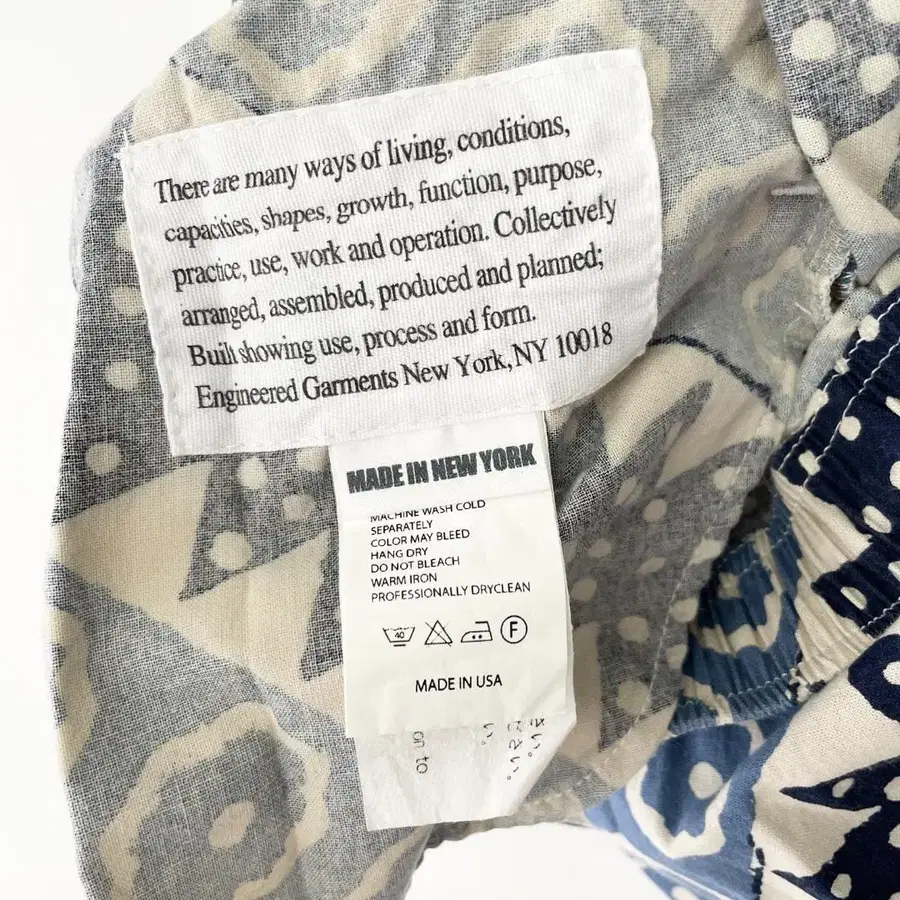 There are many ways of living, conditions,
capacities, shapes, growth, function, purpose,
practice, use, work and operation. Collectively
arranged, assembled, produced and planned;
Built showing use, process and form.
Engineered Garments New York, NY 10018
MADE IN NEW YORK
MACHINE WASH COLD
SEPARATELY
COLOR MAY BLEED
HANG DRY
DO NOT BLEACH
WARM IRON
PROFESSIONALLY DRYCLEAN
40
F
MADE IN USA
on to